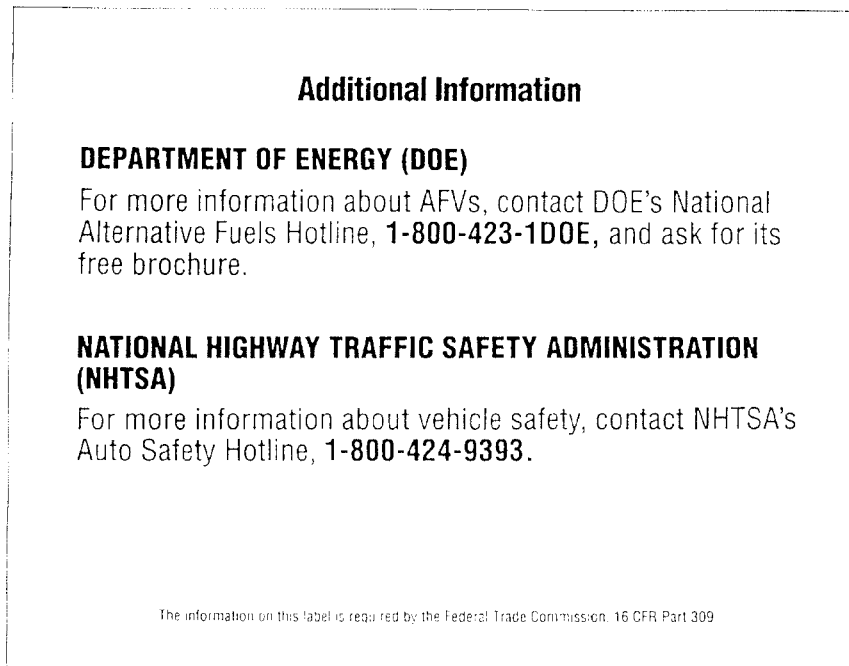 Additional Information
DEPARTMENT OF ENERGY (DOE)
For more information about AFVs, contact DOE's National
Alternative Fuels Hotline, 1-800-423-1DOE, and ask for its
free brochure.
NATIONAL HIGHWAY TRAFFIC SAFETY ADMINISTRATION
(NHTSA)
For more information about vehicle safety, contact NHTSA's
Auto Safety Hotline, 1-800-424-9393.
The information on this label is required by the Federal Trade Commission. 16 CFR Part 309